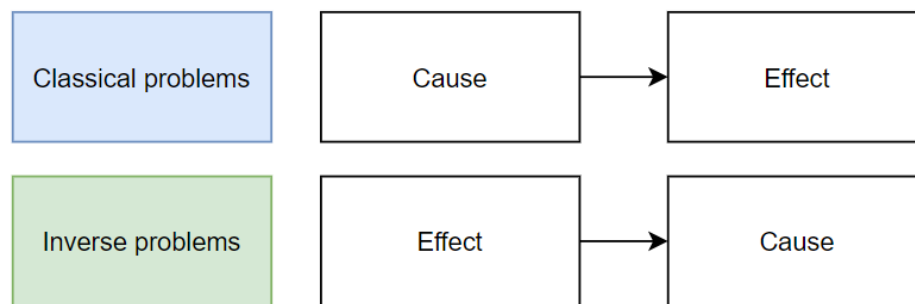 Classical problems
Cause
Effect
Inverse problems
Effect
Cause